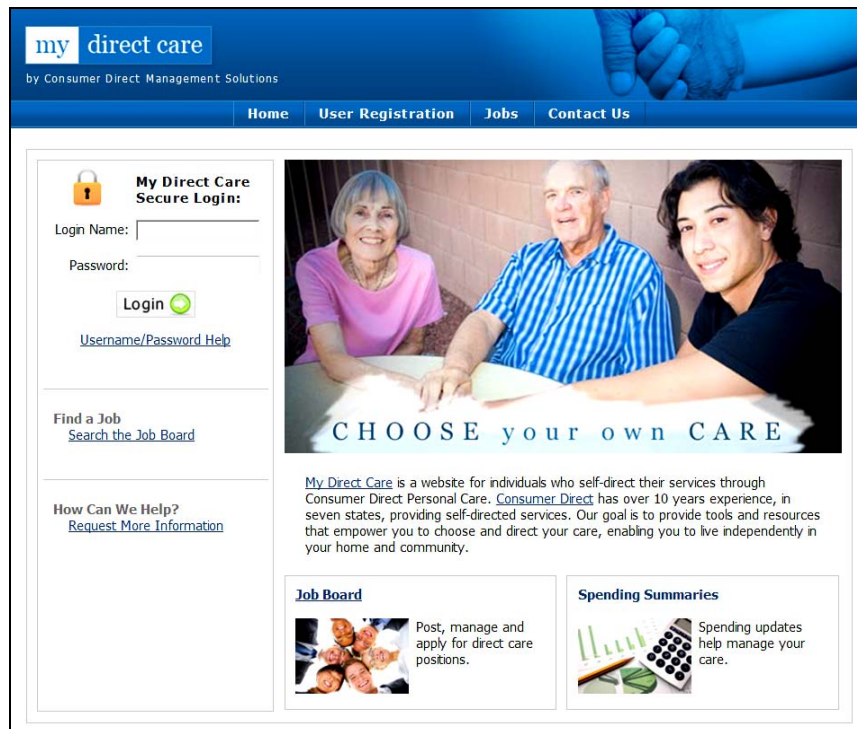 my direct care
by Consumer Direct Management Solutions
Home User Registration Jobs Contact Us
My Direct Care
Secure Login:
Login Name:
Password:
Login
Username/Password Help
Find a Job
Search the Job Board
How Can We Help?
Request More Information
CHOOSE your own CARE
My Direct Care is a website for individuals who self-direct their services through
Consumer Direct Personal Care. Consumer Direct has over 10 years experience, in
seven states, providing self-directed services. Our goal is to provide tools and resources
that empower you to choose and direct your care, enabling you to live independently in
your home and community.
Job Board
Post, manage and
apply for direct care
positions.
Spending Summaries
Spending updates
help manage your
care.